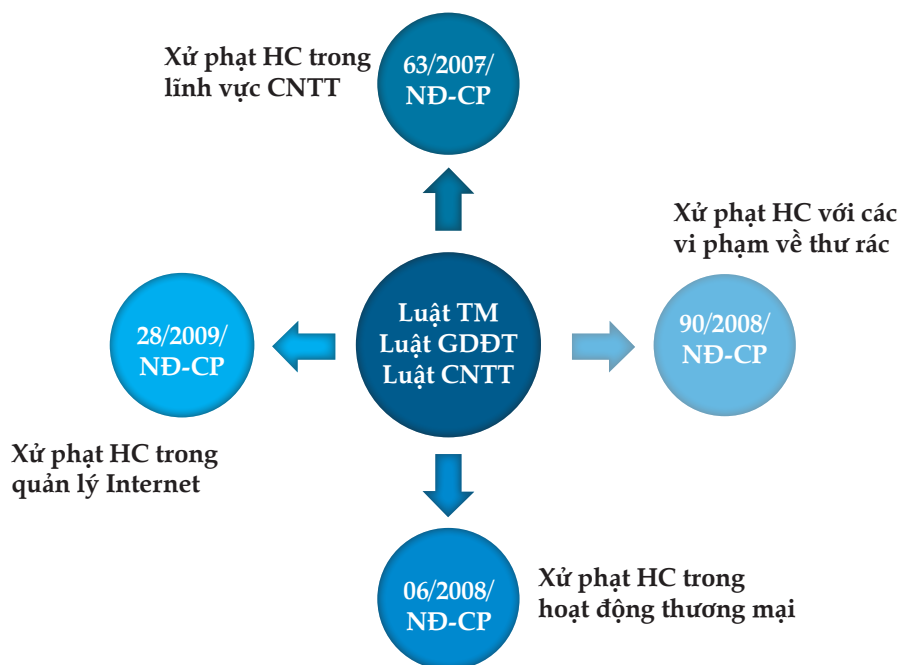 Xử phạt HC trong
lĩnh vực CNTT
63/2007/
NĐ-CP
Xử phạt HC với các
vi phạm về thư rác
28/2009/
NĐ-CP
Luật TM
Luật GDĐT
Luật CNTT
90/2008/
NĐ-CP
Xử phạt HC trong
quản lý Internet
06/2008/
NĐ-CP
Xử phạt HC trong
hoạt động thương mại